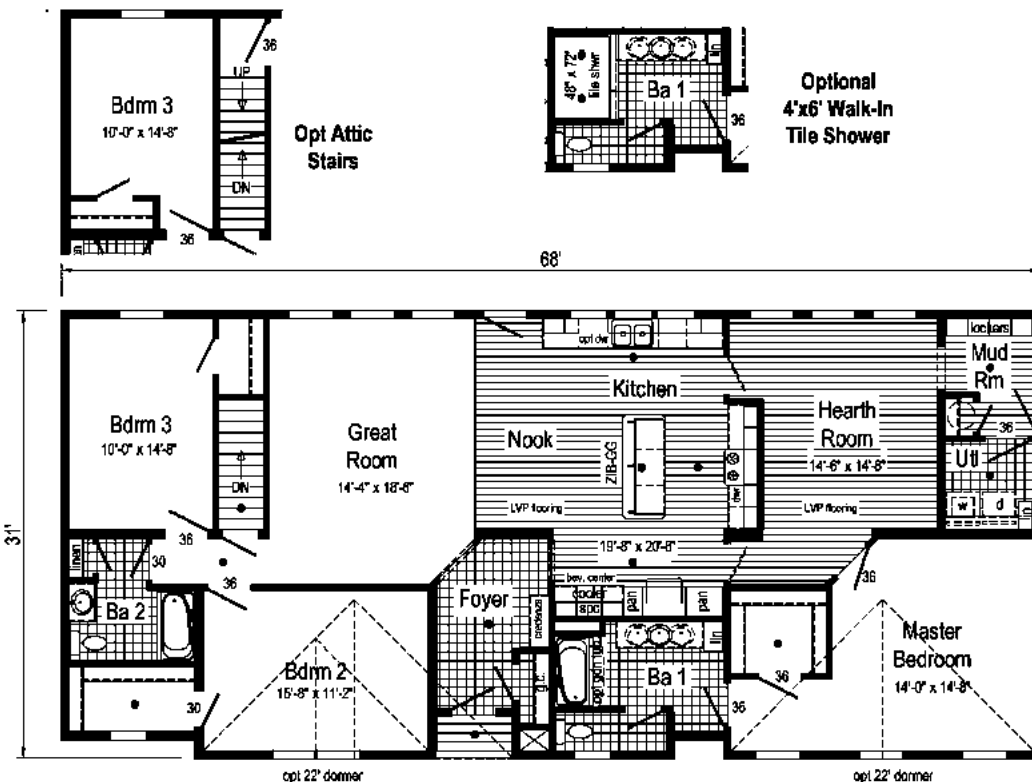 Bdrm 3
10'-0" x 14'-8"
36
UP
DN
36
Opt Attic
Stairs
48" x 72"
tile shwr
Ba 1
lin
36
Optional
4'x6' Walk-In
Tile Shower
68'
31'
Bdrm 3
10'-0" x 14'-8"
DN
36
36
30
linen
Ba 2
30
Great
Room
14'-4" x 18'-8"
Bdrm 2
15'-8" x 11'-2"
opt 22' dormer
Foyer
credenza
g.c.
opt dw
Kitchen
Nook
LVP flooring
19'-8" x 20'-8"
bev. center
cooler
spc
pan
pan
opt gdn tub
Ba 1
lin
36
Hearth
Room
14'-6" x 14'-8"
LVP flooring
lockers
Mud
Rm
36
Utl
w
d
lin
36
36
Master
Bedroom
14'-0" x 14'-8"
opt 22' dormer